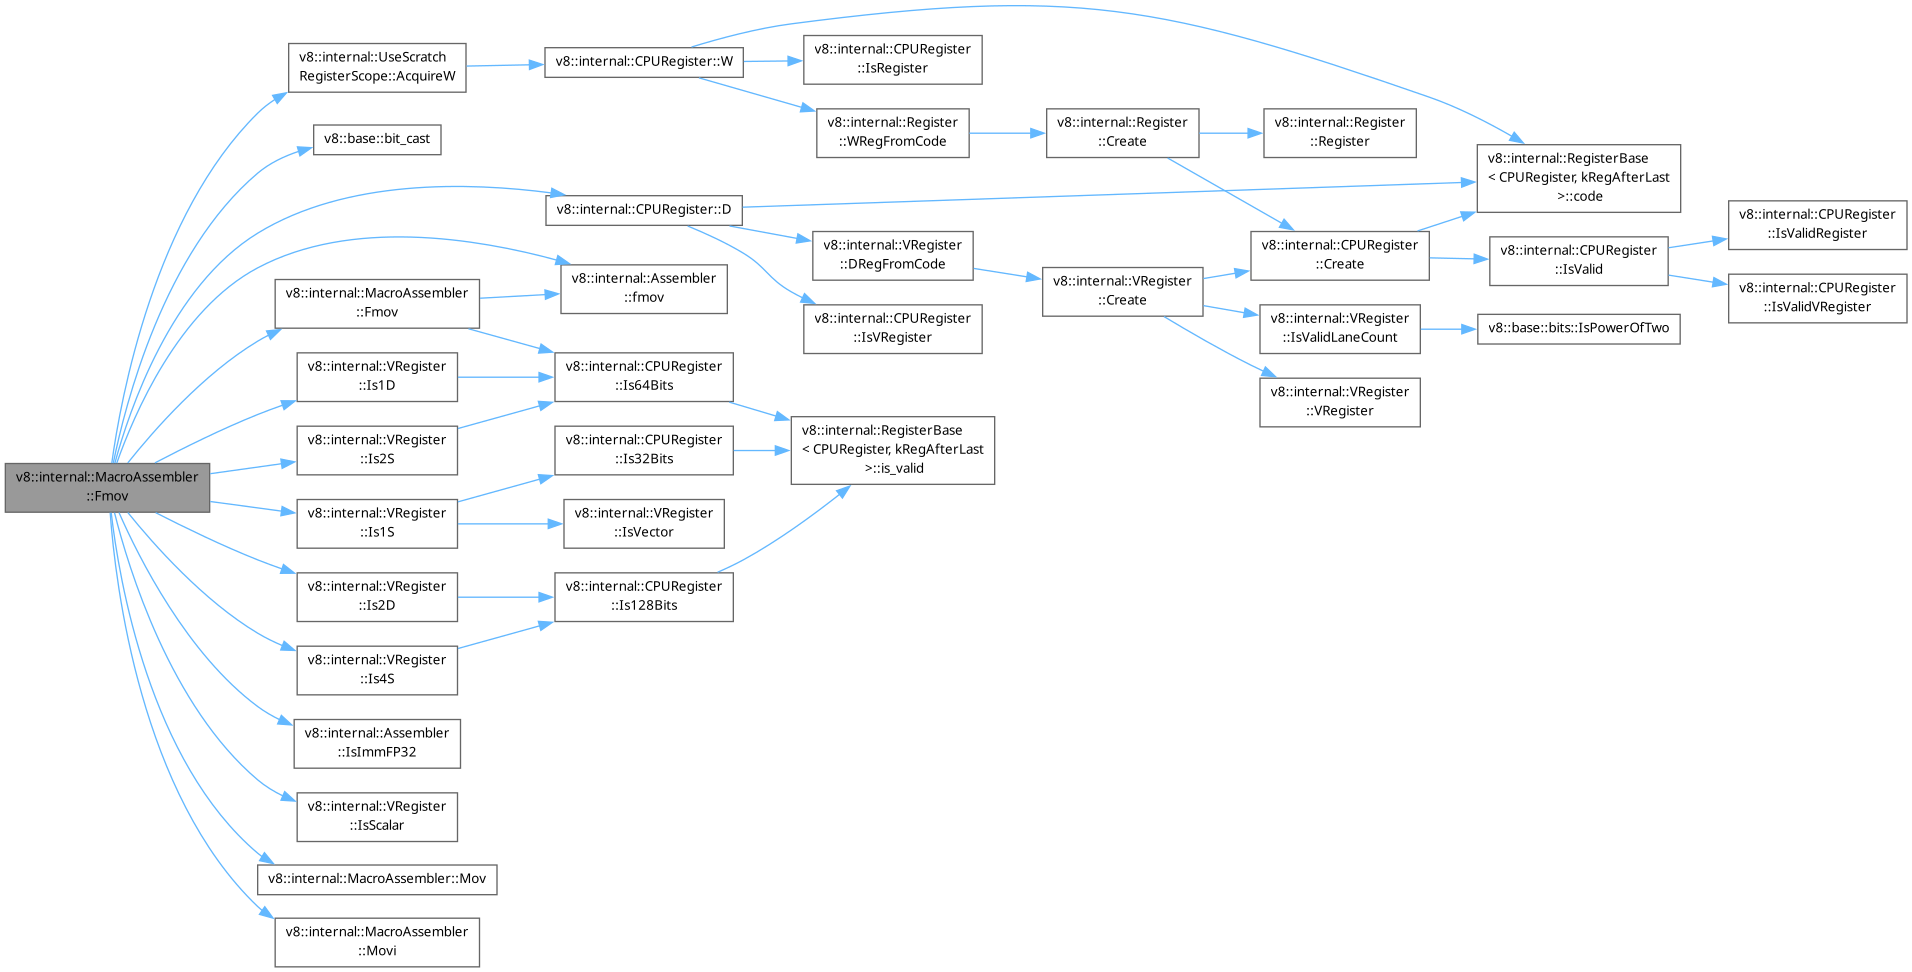 v8::internal::MacroAssembler
::Fmov
v8::internal::UseScratch
RegisterScope::AcquireW
v8::base::bit_cast
v8::internal::MacroAssembler
::Fmov
v8::internal::VRegister
::Is1D
v8::internal::VRegister
::Is2S
v8::internal::VRegister
::Is1S
v8::internal::VRegister
::Is2D
v8::internal::VRegister
::Is4S
v8::internal::Assembler
::IsImmFP32
v8::internal::VRegister
::IsScalar
v8::internal::MacroAssembler::Mov
v8::internal::MacroAssembler
::Movi
v8::internal::CPURegister::W
v8::internal::CPURegister::D
v8::internal::Assembler
::fmov
v8::internal::CPURegister
::Is64Bits
v8::internal::CPURegister
::Is32Bits
v8::internal::VRegister
::IsVector
v8::internal::CPURegister
::Is128Bits
v8::internal::CPURegister
::IsRegister
v8::internal::Register
::WRegFromCode
v8::internal::VRegister
::DRegFromCode
v8::internal::CPURegister
::IsVRegister
v8::internal::RegisterBase
< CPURegister, kRegAfterLast
>::is_valid
v8::internal::Register
::Create
v8::internal::VRegister
::Create
v8::internal::Register
::Register
v8::internal::CPURegister
::Create
v8::internal::VRegister
::IsValidLaneCount
v8::internal::VRegister
::VRegister
v8::internal::RegisterBase
< CPURegister, kRegAfterLast
>::code
v8::internal::CPURegister
::IsValid
v8::base::bits::IsPowerOfTwo
v8::internal::CPURegister
::IsValidRegister
v8::internal::CPURegister
::IsValidVRegister